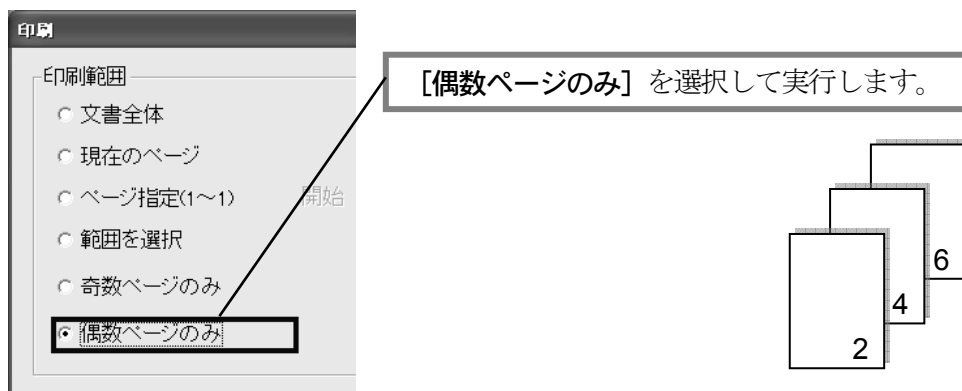 印刷
印刷範囲
文書全体
現在のページ
ページ指定(1～1) 開始
範囲を選択
奇数ページのみ
偶数ページのみ
［偶数ページのみ］を選択して実行します。
6
4
2